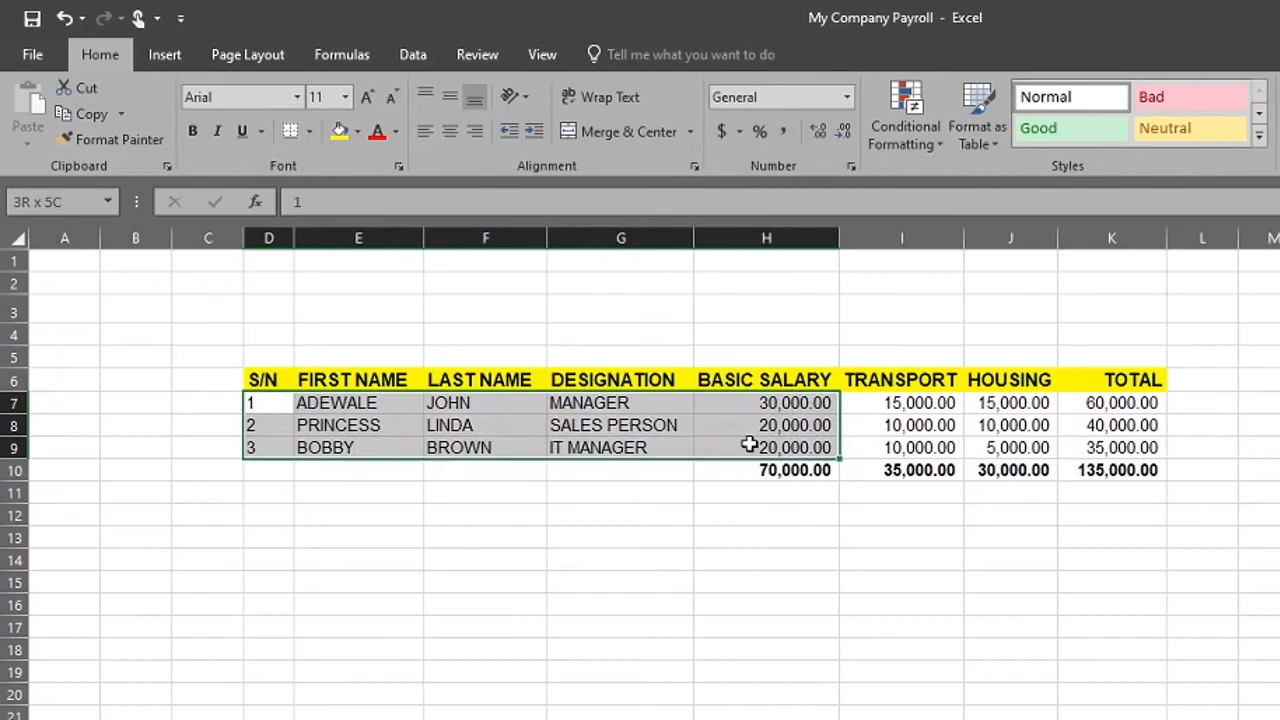 My Company Payroll - Excel
File Home Insert Page Layout Formulas Data Review View Tell me what you want to do
Paste
Cut
Copy
Format Painter
Clipboard
Arial 11
B I U
Font
Wrap Text
Merge & Center
Alignment
General
$ % ,
Number
Conditional Formatting
Format as Table
Normal Bad
Good Neutral
Styles
3R x 5C fx 1
A B C D E F G H I J K L M
1
2
3
4
5
6 S/N FIRST NAME LAST NAME DESIGNATION BASIC SALARY TRANSPORT HOUSING TOTAL
7 1 ADEWALE JOHN MANAGER 30,000.00 15,000.00 15,000.00 60,000.00
8 2 PRINCESS LINDA SALES PERSON 20,000.00 10,000.00 10,000.00 40,000.00
9 3 BOBBY BROWN IT MANAGER 20,000.00 10,000.00 5,000.00 35,000.00
10 70,000.00 35,000.00 30,000.00 135,000.00
11
12
13
14
15
16
17
18
19
20
21